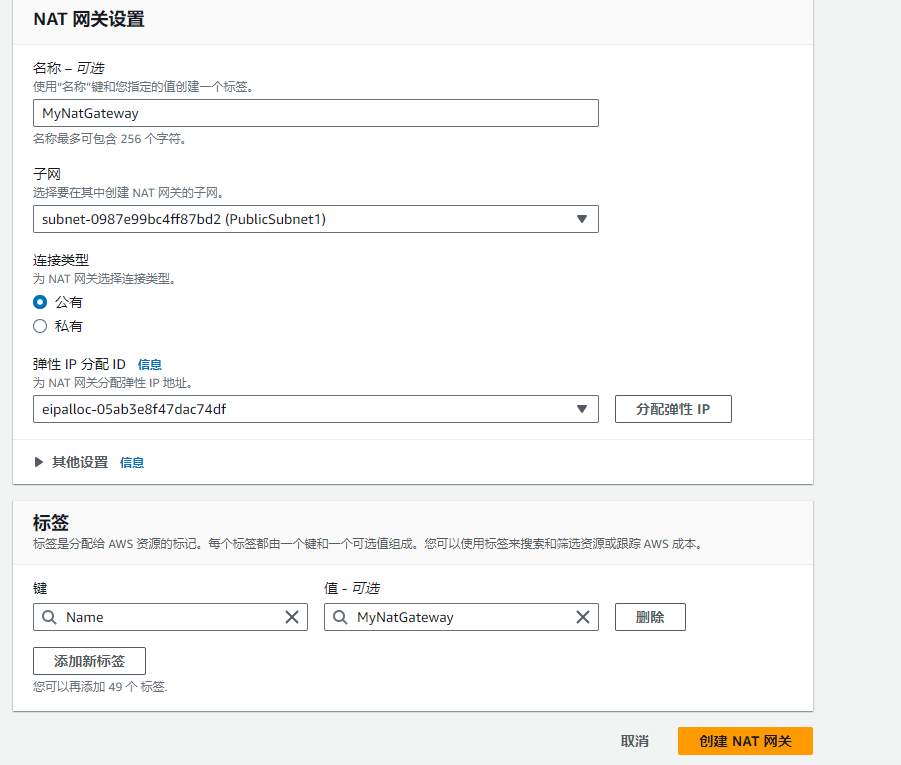 NAT 网关设置
名称 – 可选
使用“名称”键和您指定的值创建一个标签。
MyNatGateway
名称最多可包含 256 个字符。
子网
选择要在其中创建 NAT 网关的子网。
subnet-0987e99bc4ff87bd2 (PublicSubnet1)
连接类型
为 NAT 网关选择连接类型。
公有
私有
弹性 IP 分配 ID 信息
为 NAT 网关分配弹性 IP 地址。
eipalloc-05ab3e8f47dac74df 分配弹性 IP
其他设置 信息
标签
标签是分配给 AWS 资源的标记。每个标签都由一个键和一个可选值组成。您可以使用标签来搜索和筛选资源或跟踪 AWS 成本。
键 值 - 可选
Name MyNatGateway 删除
添加新标签
您可以再添加 49 个 标签.
取消 创建 NAT 网关